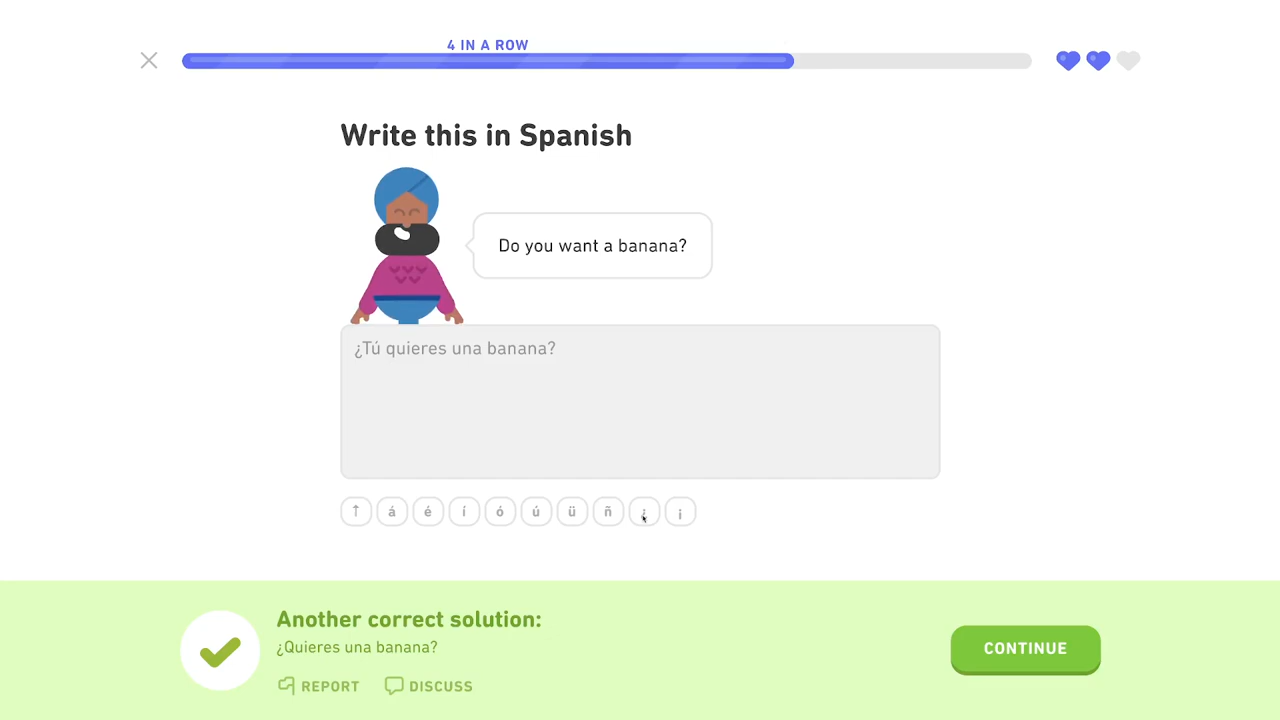 4 IN A ROW
Write this in Spanish
Do you want a banana?
¿Tú quieres una banana?
↑ á é í ó ú ü ñ ¿ ¡
Another correct solution:
¿Quieres una banana?
REPORT DISCUSS
CONTINUE